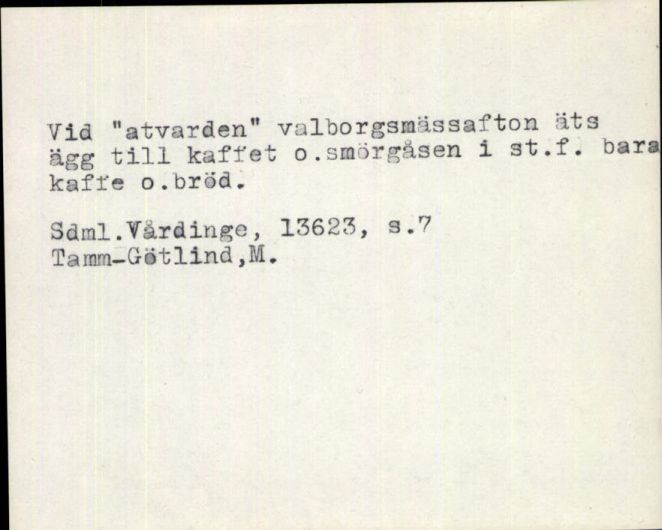 Vid "atvarden" valborgsmässafton äts
ägg till kaffet o.smörgåsen i st.f. bara
kaffe o.bröd.
Sdml.Vårdinge, 13623, s.7
Tamm-Götlind,M.